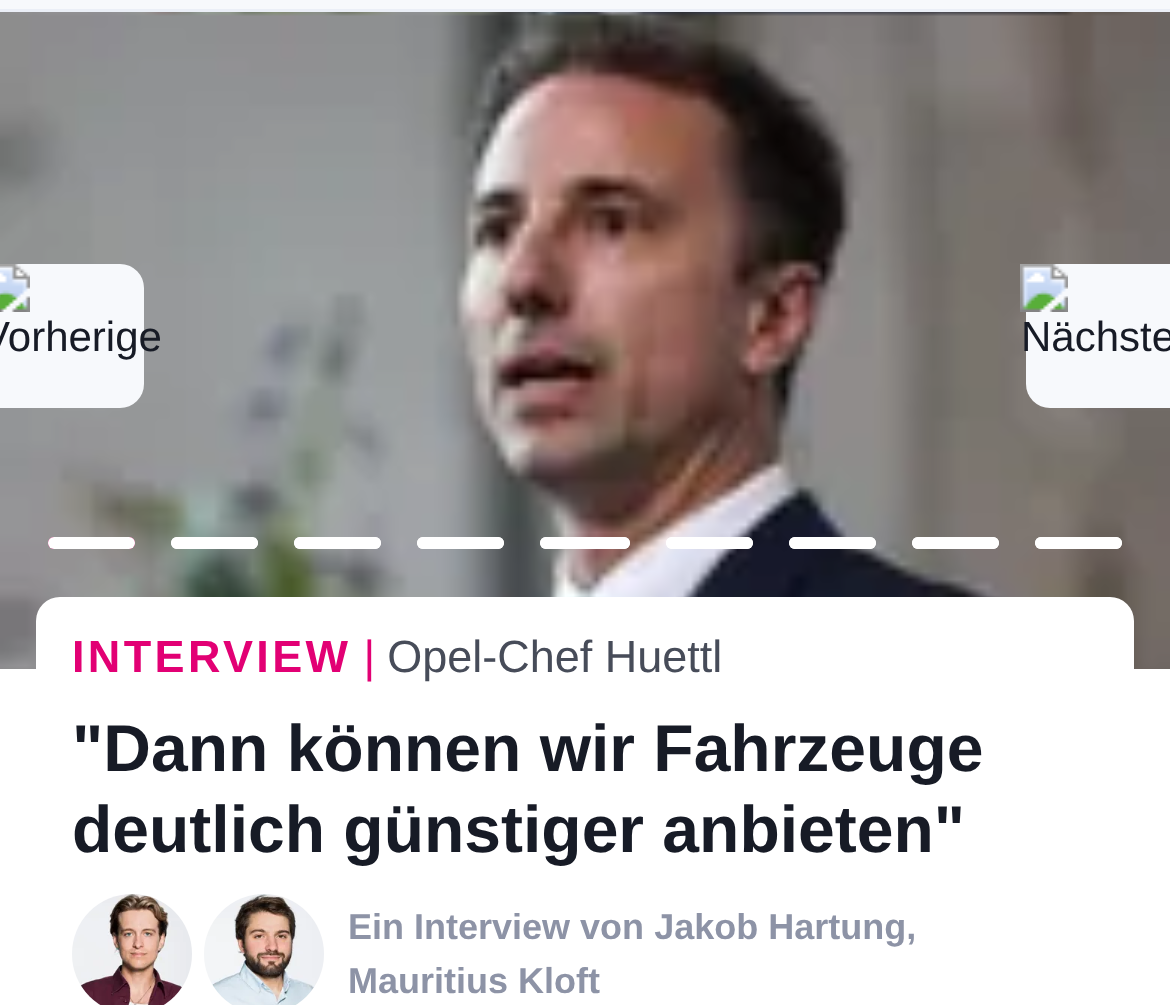 Vorherige
Nächste
INTERVIEW | Opel-Chef Huettl
"Dann können wir Fahrzeuge
deutlich günstiger anbieten"
Ein Interview von Jakob Hartung,
Mauritius Kloft